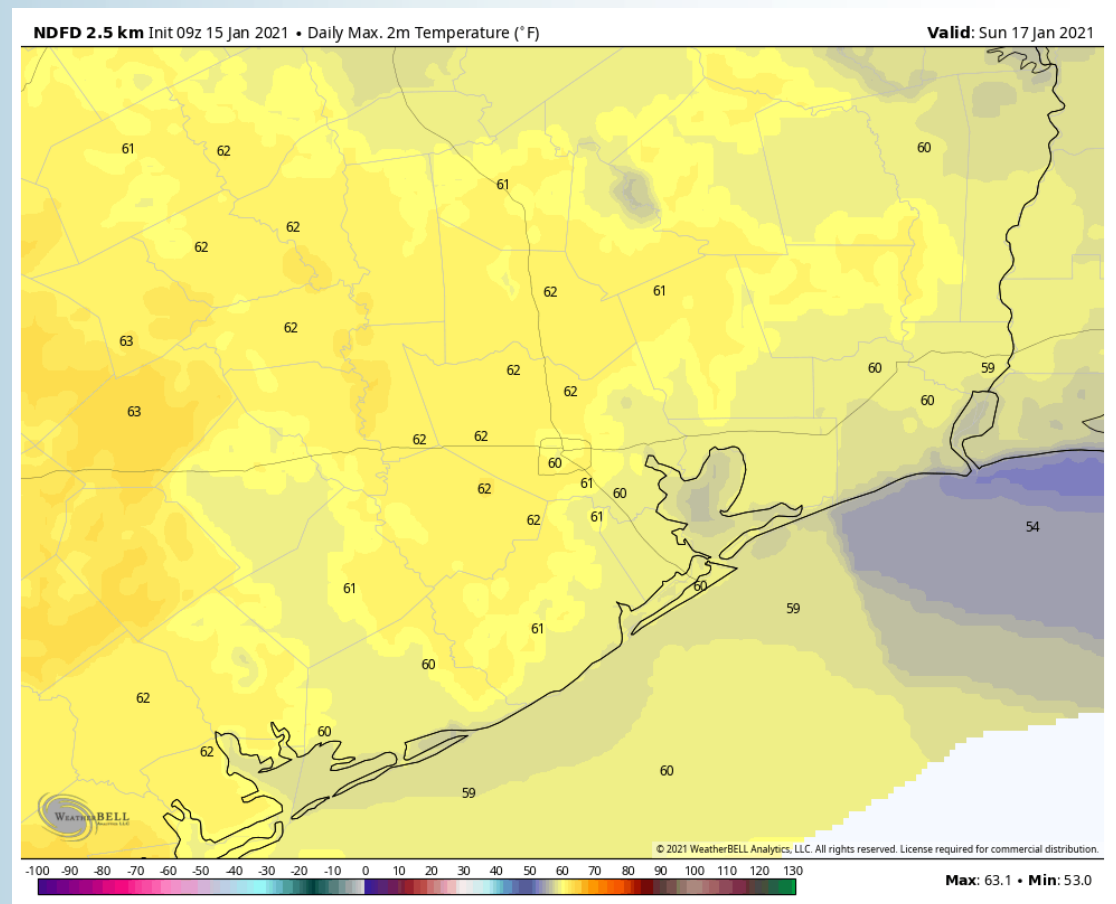 NDFD 2.5 km Init 09z 15 Jan 2021 • Daily Max. 2m Temperature (°F) Valid: Sun 17 Jan 2021
61 62 60
61
62
62
62 61
62
63
62 60 59
62 60
63
62 62
60
62 61 60
62 61
54
61 60
59
61
60
62
60
62
60
59
WEATHERBELL
© 2021 WeatherBELL Analytics, LLC. All rights reserved. License required for commercial distribution.
-100 -90 -80 -70 -60 -50 -40 -30 -20 -10 0 10 20 30 40 50 60 70 80 90 100 110 120 130
Max: 63.1 • Min: 53.0